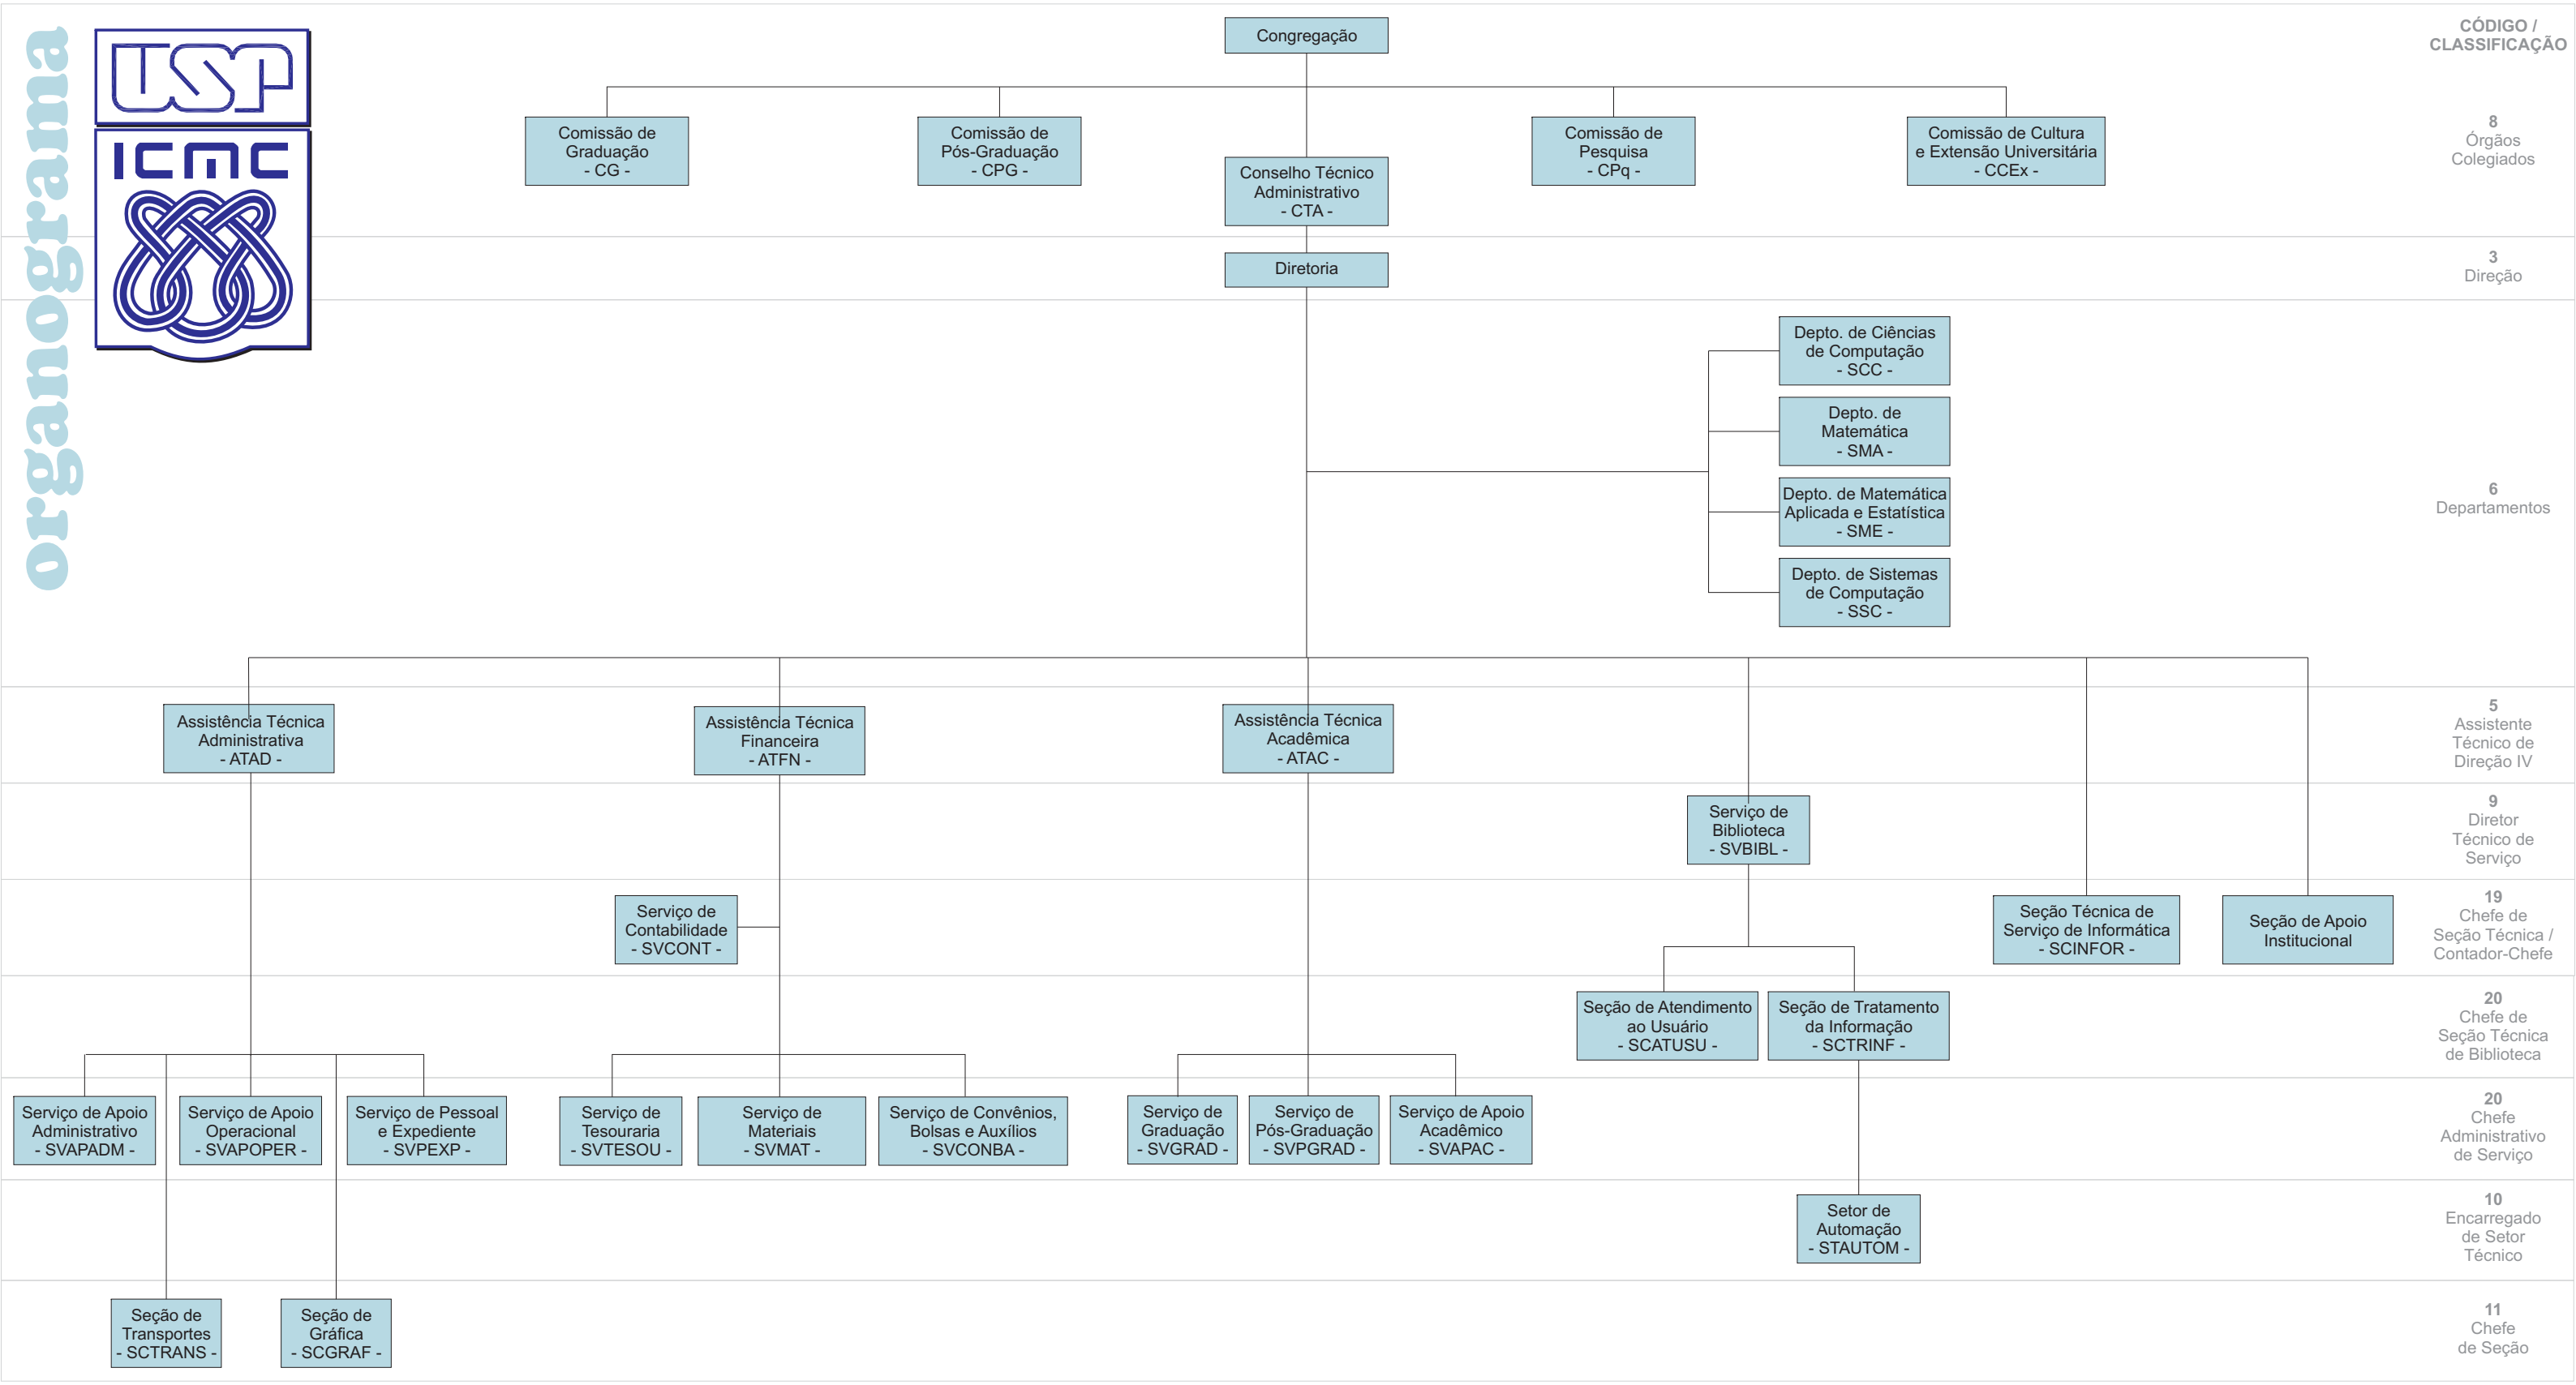 organograma
USP
ICMC
Congregação
CÓDIGO /
CLASSIFICAÇÃO
Comissão de
Graduação
- CG -
Comissão de
Pós-Graduação
- CPG -
Conselho Técnico
Administrativo
- CTA -
Comissão de
Pesquisa
- CPq -
Comissão de Cultura
e Extensão Universitária
- CCEx -
8
Órgãos
Colegiados
Diretoria
3
Direção
Depto. de Ciências
de Computação
- SCC -
Depto. de
Matemática
- SMA -
Depto. de Matemática
Aplicada e Estatística
- SME -
Depto. de Sistemas
de Computação
- SSC -
6
Departamentos
Assistência Técnica
Administrativa
- ATAD -
Assistência Técnica
Financeira
- ATFN -
Assistência Técnica
Acadêmica
- ATAC -
5
Assistente
Técnico de
Direção IV
Serviço de
Biblioteca
- SVBIBL -
9
Diretor
Técnico de
Serviço
Serviço de
Contabilidade
- SVCONT -
Seção Técnica de
Serviço de Informática
- SCINFOR -
Seção de Apoio
Institucional
19
Chefe de
Seção Técnica /
Contador-Chefe
Seção de Atendimento
ao Usuário
- SCATUSU -
Seção de Tratamento
da Informação
- SCTRINF -
20
Chefe de
Seção Técnica
de Biblioteca
Serviço de Apoio
Administrativo
- SVAPADM -
Serviço de Apoio
Operacional
- SVAPOPER -
Serviço de Pessoal
e Expediente
- SVPEXP -
Serviço de
Tesouraria
- SVTESOU -
Serviço de
Materiais
- SVMAT -
Serviço de Convênios,
Bolsas e Auxílios
- SVCONBA -
Serviço de
Graduação
- SVGRAD -
Serviço de
Pós-Graduação
- SVPGRAD -
Serviço de Apoio
Acadêmico
- SVAPAC -
20
Chefe
Administrativo
de Serviço
Setor de
Automação
- STAUTOM -
10
Encarregado
de Setor
Técnico
Seção de
Transportes
- SCTRANS -
Seção de
Gráfica
- SCGRAF -
11
Chefe
de Seção